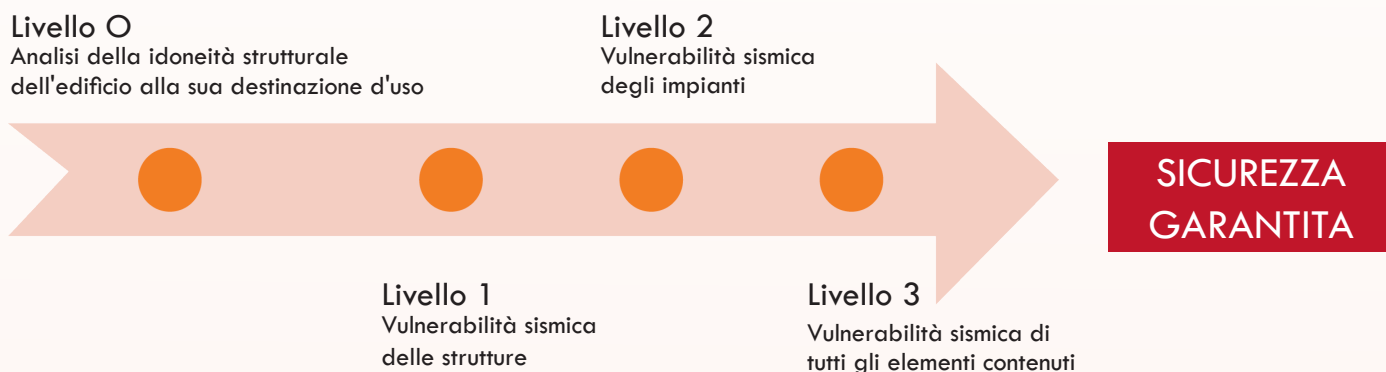 Livello O
Analisi della idoneità strutturale
dell'edificio alla sua destinazione d'uso
Livello 2
Vulnerabilità sismica
degli impianti
SICUREZZA
GARANTITA
Livello 1
Vulnerabilità sismica
delle strutture
Livello 3
Vulnerabilità sismica di
tutti gli elementi contenuti